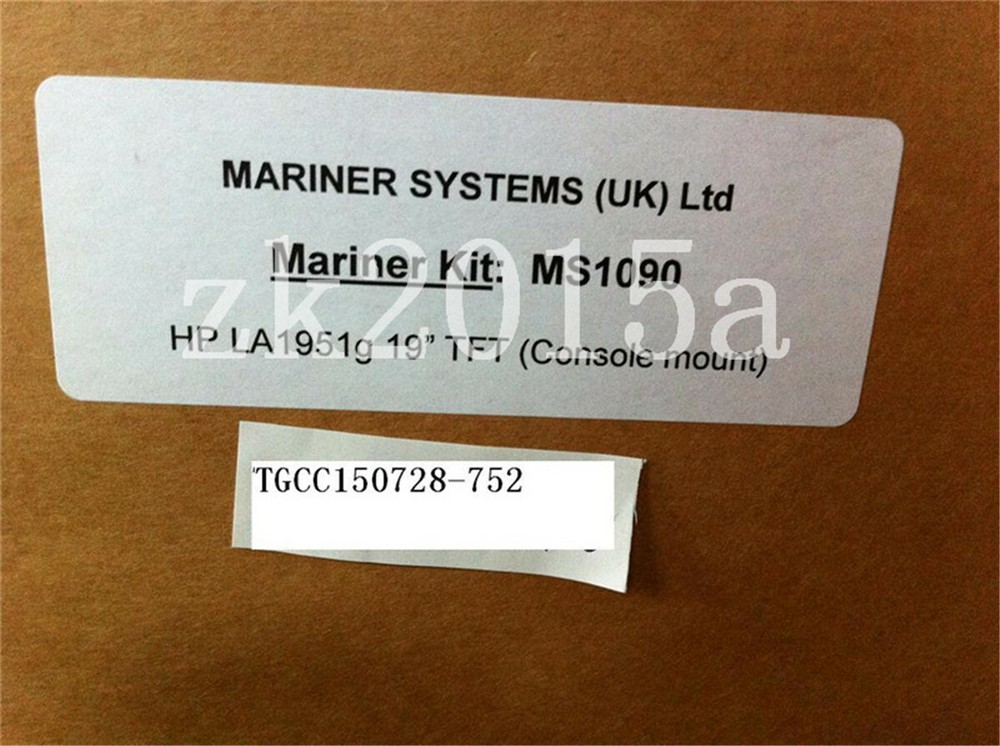 MARINER SYSTEMS (UK) Ltd
Mariner Kit: MS1090
zk2015a
HP LA1951g 19" TFT (Console mount)
TGCC150728-752